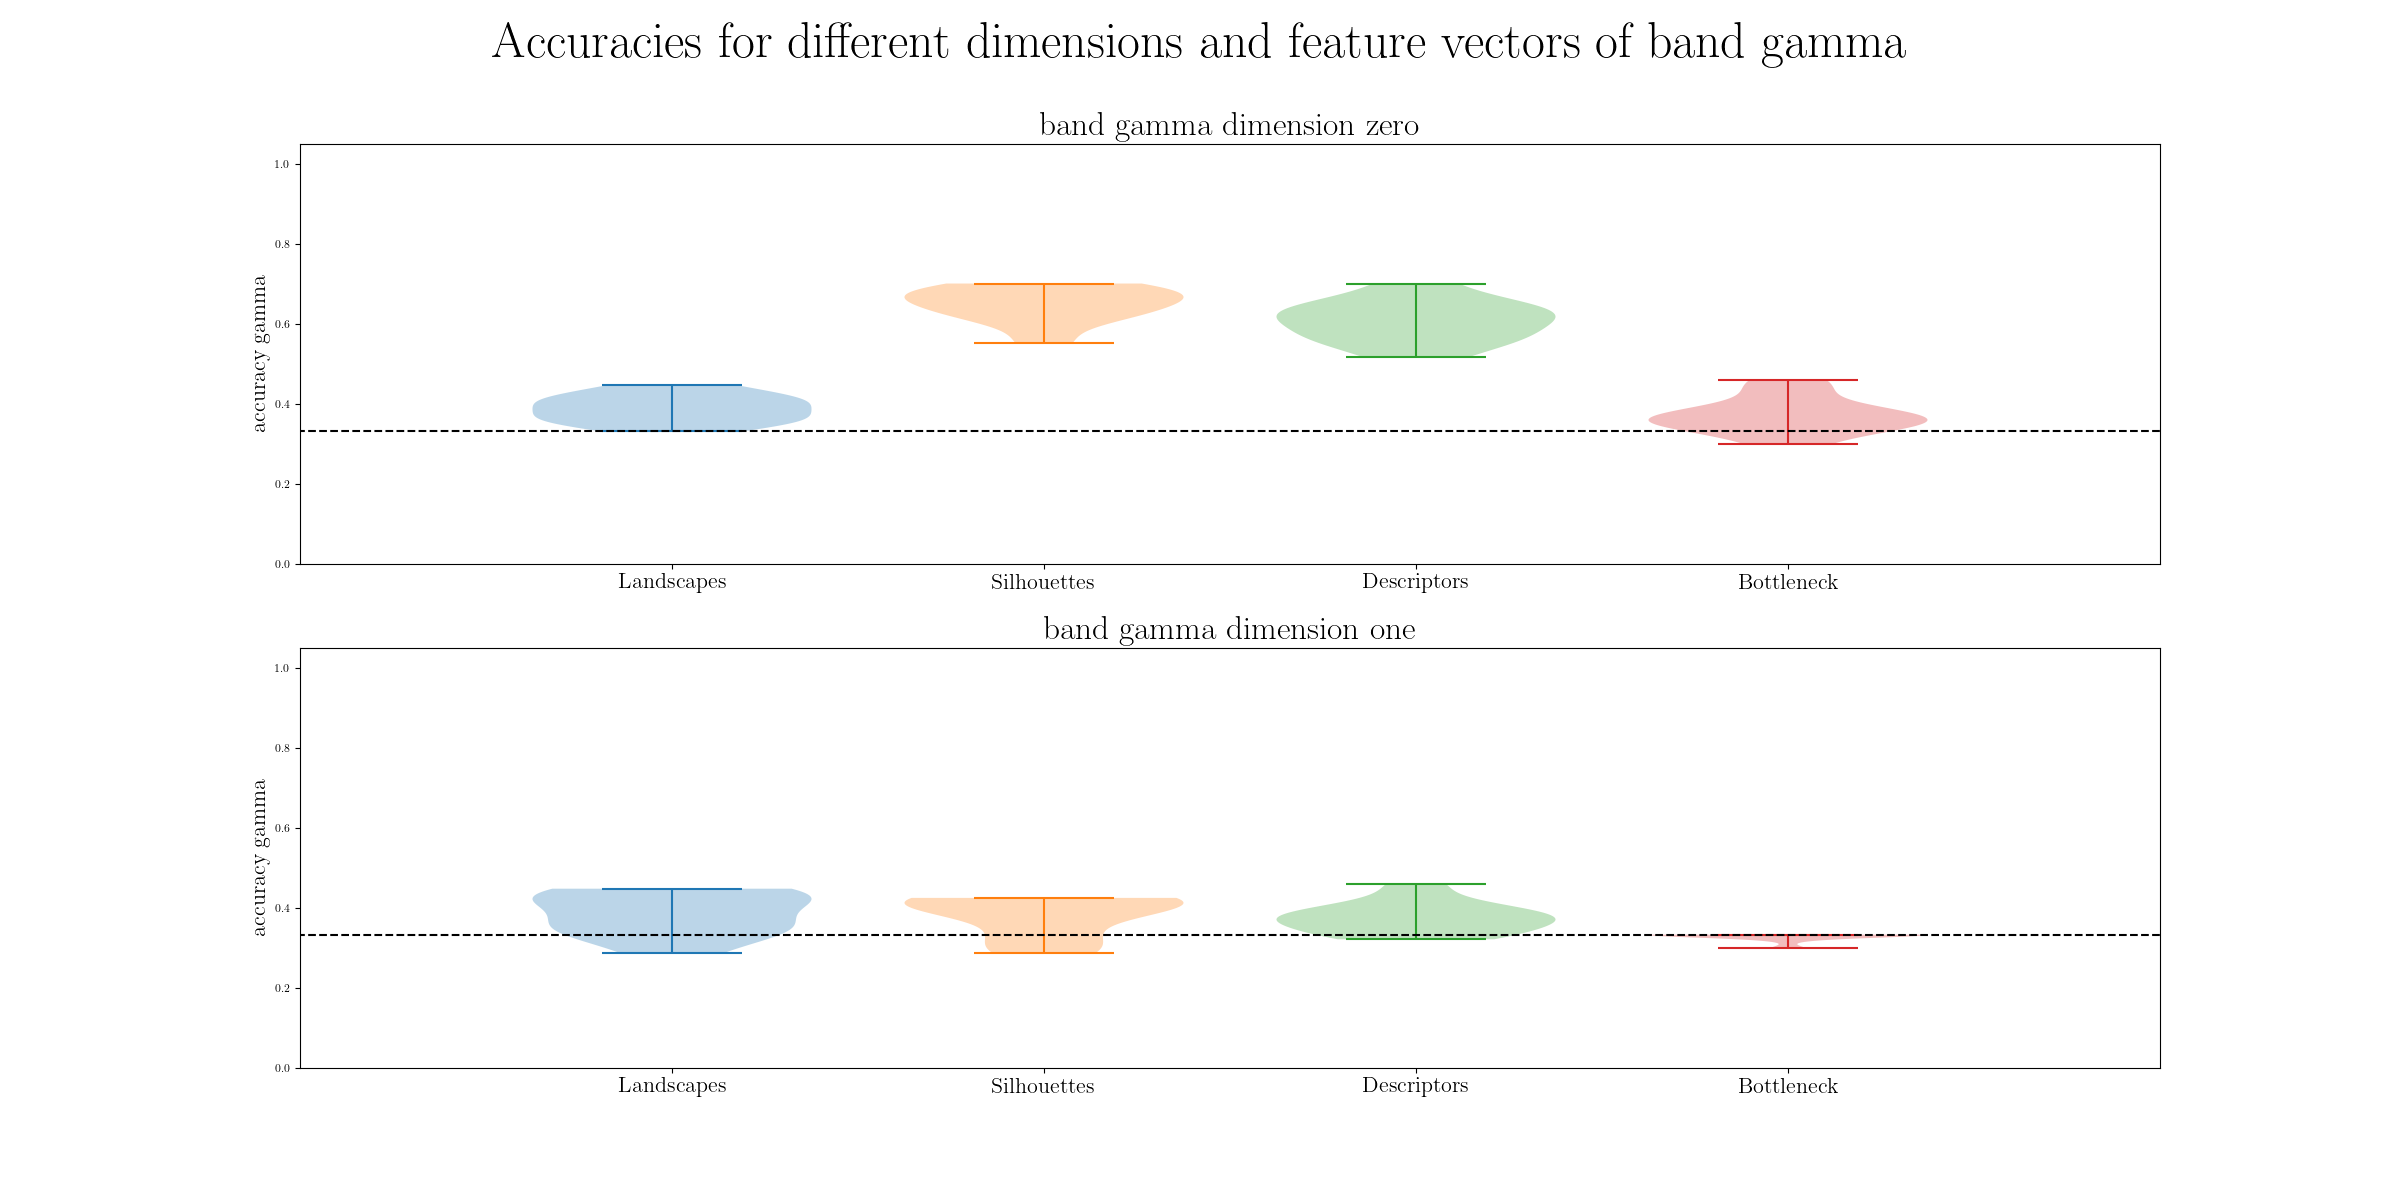 Accuracies for different dimensions and feature vectors of band gamma
band gamma dimension zero
accuracy gamma
1.0
0.8
0.6
0.4
0.2
0.0
Landscapes Silhouettes Descriptors Bottleneck
band gamma dimension one
accuracy gamma
1.0
0.8
0.6
0.4
0.2
0.0
Landscapes Silhouettes Descriptors Bottleneck